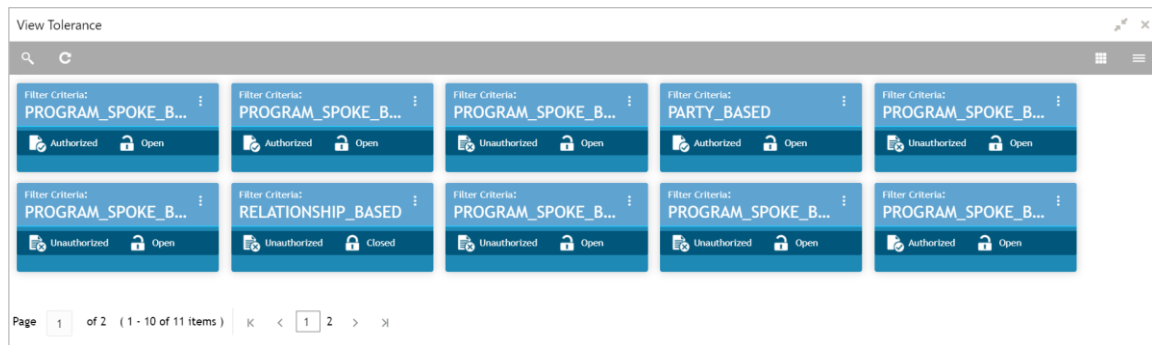 View Tolerance
Filter Criteria: Filter Criteria: Filter Criteria: Filter Criteria: Filter Criteria:
PROGRAM_SPOKE_B... PROGRAM_SPOKE_B... PROGRAM_SPOKE_B... PARTY_BASED PROGRAM_SPOKE_B...
Authorized Open Authorized Open Unauthorized Open Authorized Open Unauthorized Open
Filter Criteria: Filter Criteria: Filter Criteria: Filter Criteria: Filter Criteria:
PROGRAM_SPOKE_B... RELATIONSHIP_BASED PROGRAM_SPOKE_B... PROGRAM_SPOKE_B... PROGRAM_SPOKE_B...
Unauthorized Open Unauthorized Closed Unauthorized Open Unauthorized Open Authorized Open
Page 1 of 2 ( 1 - 10 of 11 items ) 1 2